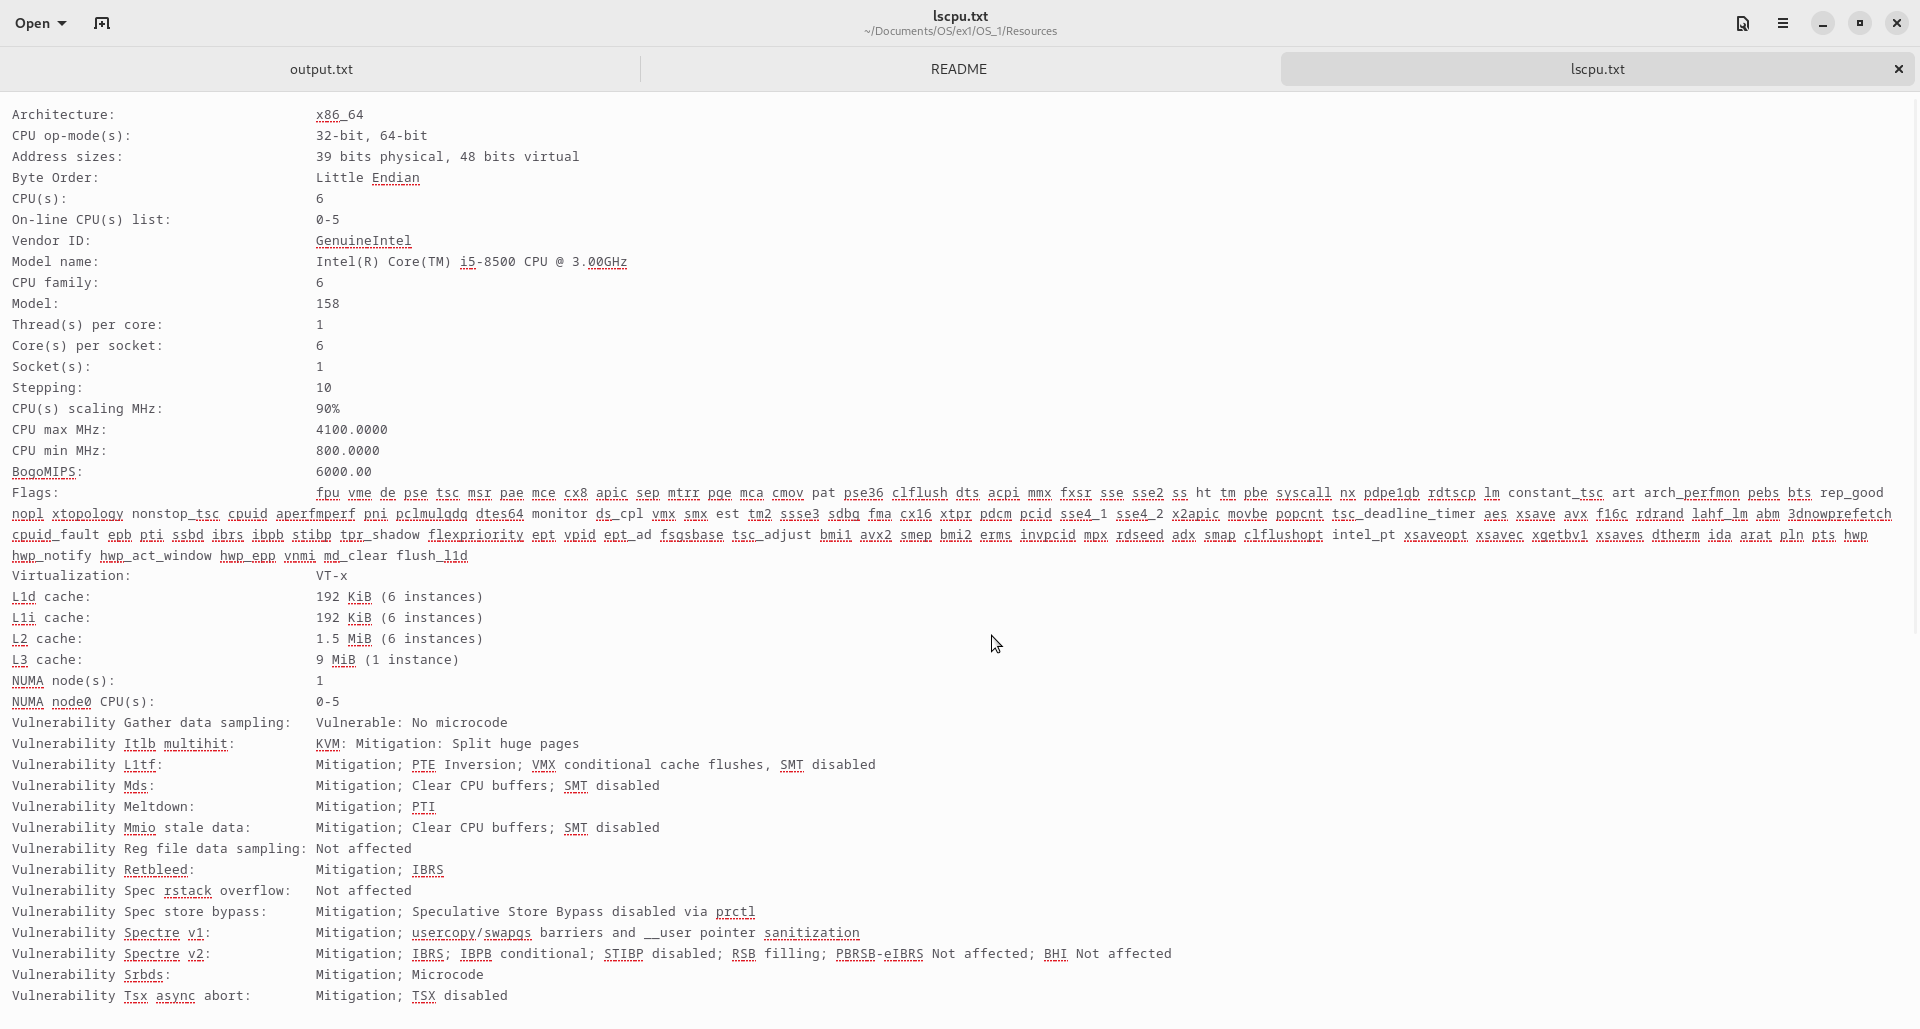 Open
lscpu.txt
~/Documents/OS/ex1/OS_1/Resources
output.txt
README
lscpu.txt
Architecture: x86_64
CPU op-mode(s): 32-bit, 64-bit
Address sizes: 39 bits physical, 48 bits virtual
Byte Order: Little Endian
CPU(s): 6
On-line CPU(s) list: 0-5
Vendor ID: GenuineIntel
Model name: Intel(R) Core(TM) i5-8500 CPU @ 3.00GHz
CPU family: 6
Model: 158
Thread(s) per core: 1
Core(s) per socket: 6
Socket(s): 1
Stepping: 10
CPU(s) scaling MHz: 90%
CPU max MHz: 4100.0000
CPU min MHz: 800.0000
BogoMIPS: 6000.00
Flags: fpu vme de pse tsc msr pae mce cx8 apic sep mtrr pge mca cmov pat pse36 clflush dts acpi mmx fxsr sse sse2 ss ht tm pbe syscall nx pdpe1gb rdtscp lm constant_tsc art arch_perfmon pebs bts rep_good
nopl xtopology nonstop_tsc cpuid aperfmperf pni pclmulqdq dtes64 monitor ds_cpl vmx smx est tm2 ssse3 sdbg fma cx16 xtpr pdcm pcid sse4_1 sse4_2 x2apic movbe popcnt tsc_deadline_timer aes xsave avx f16c rdrand lahf_lm abm 3dnowprefetch
cpuid_fault epb pti ssbd ibrs ibpb stibp tpr_shadow flexpriority ept vpid ept_ad fsgsbase tsc_adjust bmi1 avx2 smep bmi2 erms invpcid mpx rdseed adx smap clflushopt intel_pt xsaveopt xsavec xgetbv1 xsaves dtherm ida arat pln pts hwp
hwp_notify hwp_act_window hwp_epp vnmi md_clear flush_l1d
Virtualization: VT-x
L1d cache: 192 KiB (6 instances)
L1i cache: 192 KiB (6 instances)
L2 cache: 1.5 MiB (6 instances)
L3 cache: 9 MiB (1 instance)
NUMA node(s): 1
NUMA node0 CPU(s): 0-5
Vulnerability Gather data sampling: Vulnerable: No microcode
Vulnerability Itlb multihit: KVM: Mitigation: Split huge pages
Vulnerability L1tf: Mitigation; PTE Inversion; VMX conditional cache flushes, SMT disabled
Vulnerability Mds: Mitigation; Clear CPU buffers; SMT disabled
Vulnerability Meltdown: Mitigation; PTI
Vulnerability Mmio stale data: Mitigation; Clear CPU buffers; SMT disabled
Vulnerability Reg file data sampling: Not affected
Vulnerability Retbleed: Mitigation; IBRS
Vulnerability Spec rstack overflow: Not affected
Vulnerability Spec store bypass: Mitigation; Speculative Store Bypass disabled via prctl
Vulnerability Spectre v1: Mitigation; usercopy/swapgs barriers and __user pointer sanitization
Vulnerability Spectre v2: Mitigation; IBRS; IBPB conditional; STIBP disabled; RSB filling; PBRSB-eIBRS Not affected; BHI Not affected
Vulnerability Srbds: Mitigation; Microcode
Vulnerability Tsx async abort: Mitigation; TSX disabled